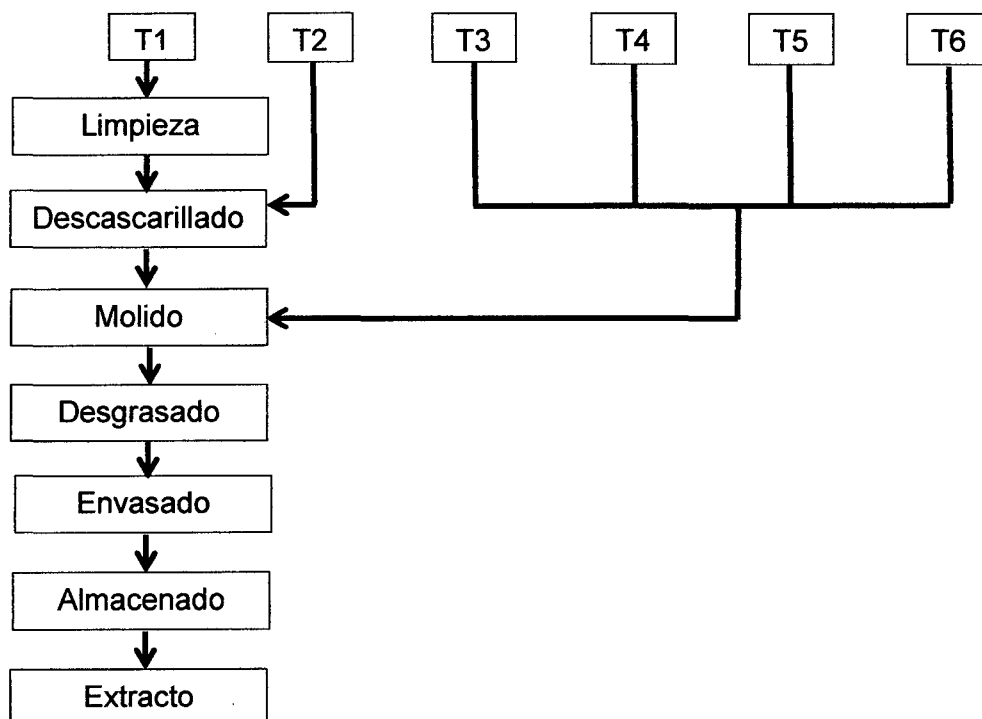 T1 T2 T3 T4 T5 T6
Limpieza
Descascarillado
Molido
Desgrasado
Envasado
Almacenado
Extracto